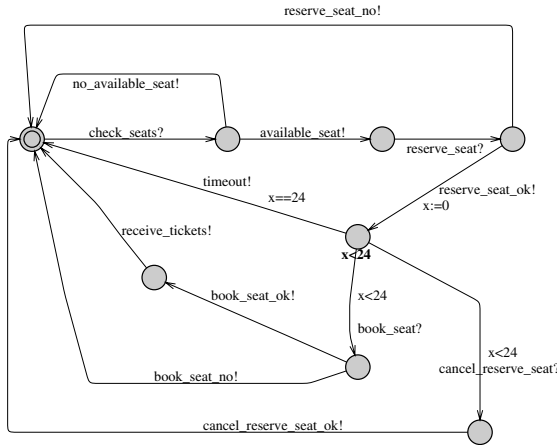 reserve_seat_no!
no_available_seat!
check_seats?
available_seat!
reserve_seat?
timeout!
x==24
reserve_seat_ok!
x:=0
receive_tickets!
x<24
book_seat_ok!
x<24
book_seat?
x<24
cancel_reserve_seat?
book_seat_no!
cancel_reserve_seat_ok!